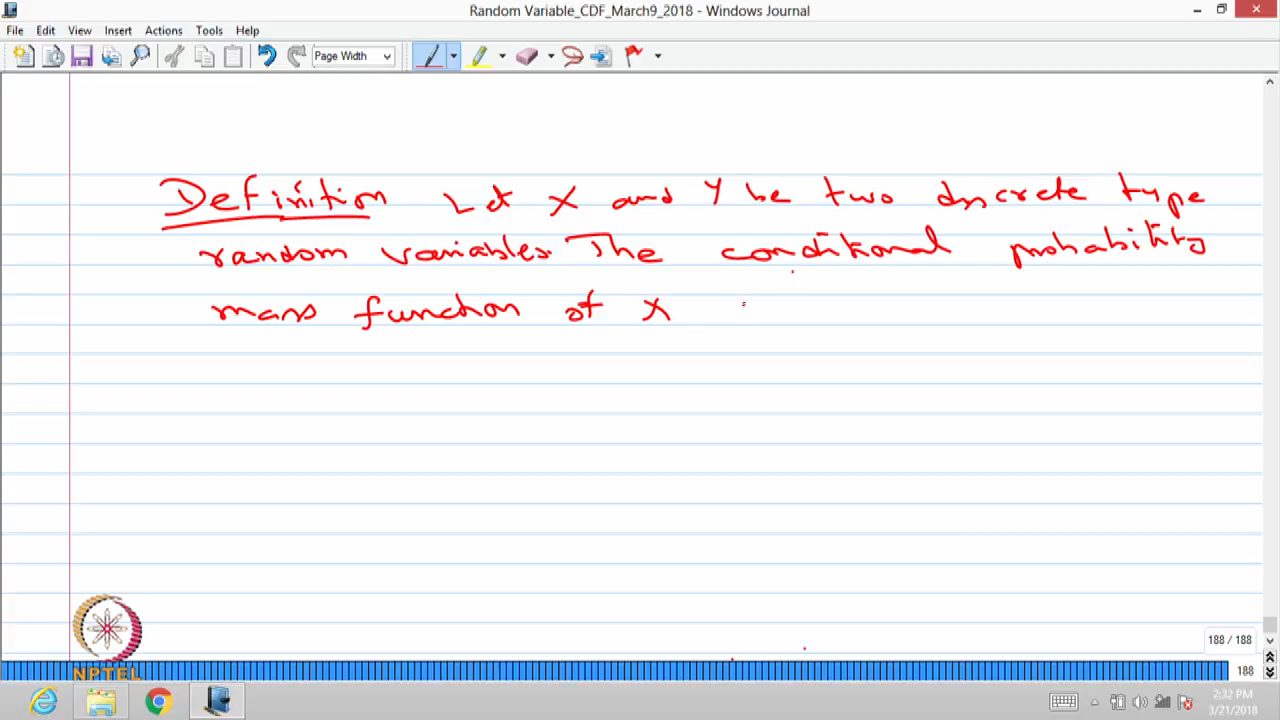 Random Variable_CDF_March9_2018 - Windows Journal
File Edit View Insert Actions Tools Help
Page Width
Definition Let X and Y be two discrete type
random variables. The conditional probability
mass function of X
188 / 188
188
NPTEL
2:32 PM
3/21/2018